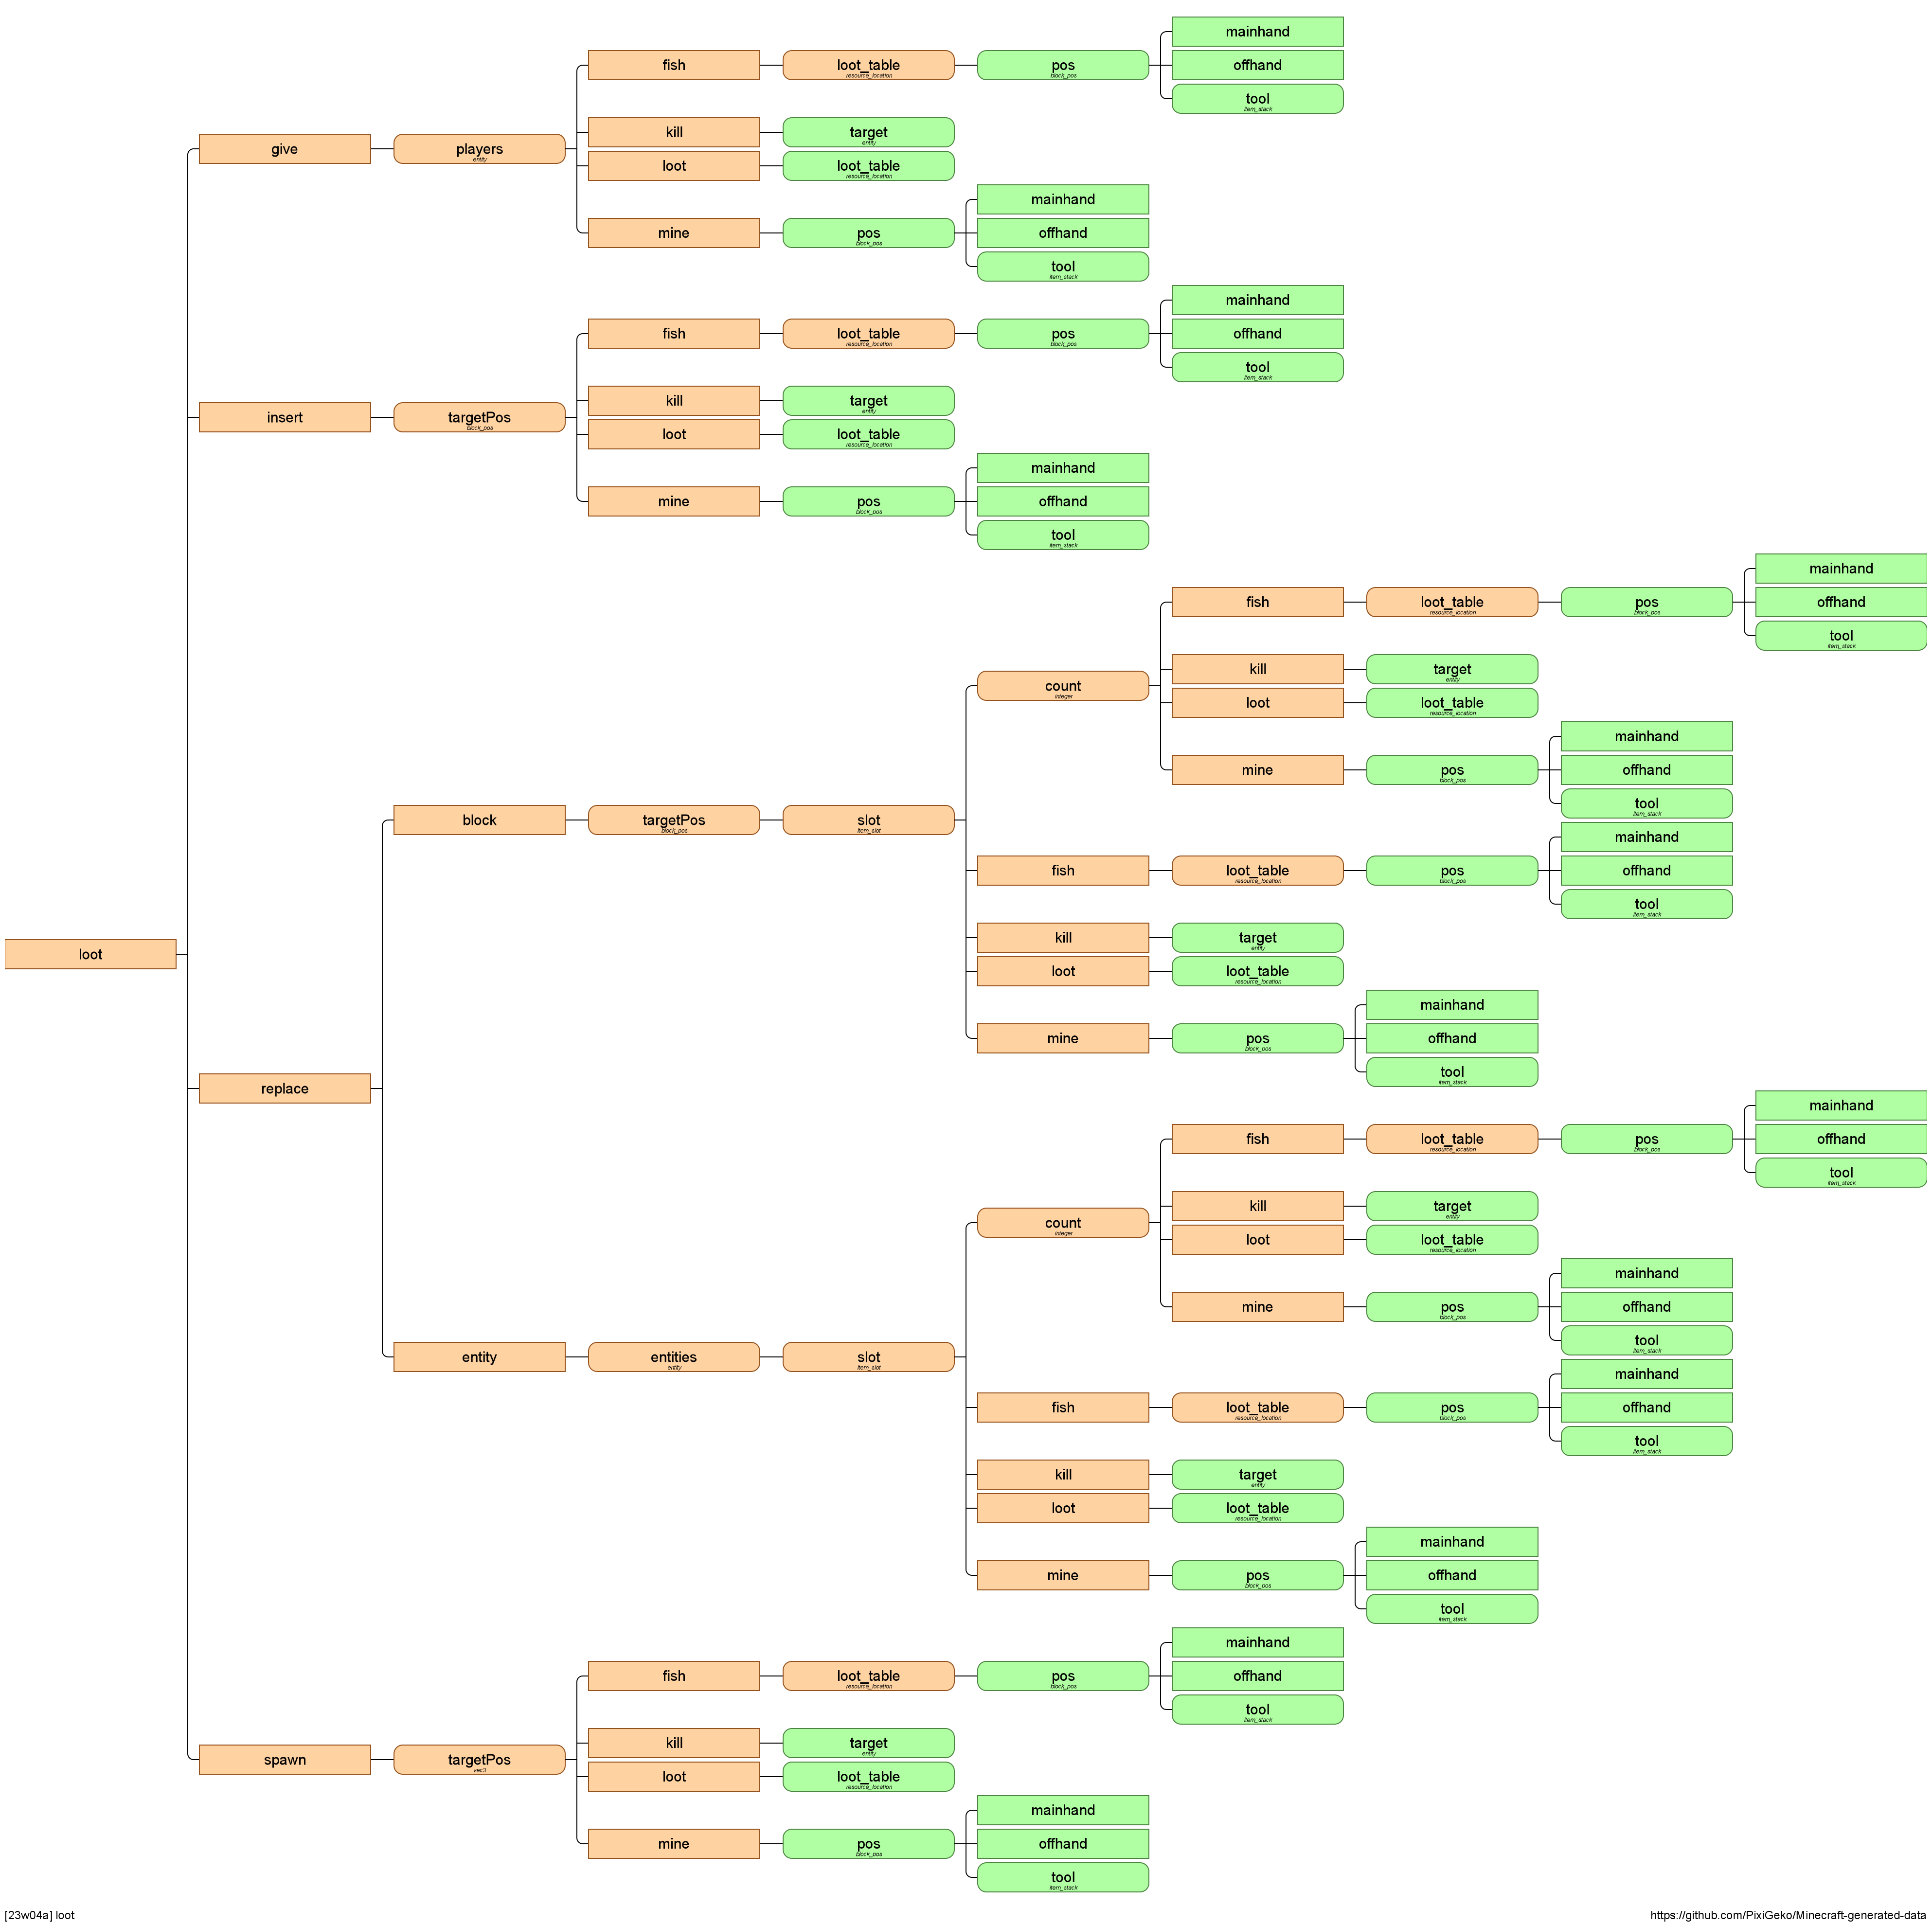 mainhand
fish
loot_table
resource_location
pos
block_pos
offhand
tool
item_stack
kill
target
entity
give
players
entity
loot
loot_table
resource_location
mainhand
mine
pos
block_pos
offhand
tool
item_stack
mainhand
fish
loot_table
resource_location
pos
block_pos
offhand
tool
item_stack
kill
target
entity
insert
targetPos
block_pos
loot
loot_table
resource_location
mainhand
mine
pos
block_pos
offhand
tool
item_stack
mainhand
fish
loot_table
resource_location
pos
block_pos
offhand
tool
item_stack
kill
target
entity
count
integer
loot
loot_table
resource_location
mainhand
mine
pos
block_pos
offhand
tool
item_stack
block
targetPos
block_pos
slot
item_slot
mainhand
fish
loot_table
resource_location
pos
block_pos
offhand
tool
item_stack
kill
target
entity
loot
loot
loot_table
resource_location
mainhand
mine
pos
block_pos
offhand
tool
item_stack
replace
mainhand
fish
loot_table
resource_location
pos
block_pos
offhand
tool
item_stack
kill
target
entity
count
integer
loot
loot_table
resource_location
mainhand
mine
pos
block_pos
offhand
tool
item_stack
entity
entities
entity
slot
item_slot
mainhand
fish
loot_table
resource_location
pos
block_pos
offhand
tool
item_stack
kill
target
entity
loot
loot_table
resource_location
mainhand
mine
pos
block_pos
offhand
tool
item_stack
mainhand
fish
loot_table
resource_location
pos
block_pos
offhand
tool
item_stack
kill
target
entity
spawn
targetPos
vec3
loot
loot_table
resource_location
mainhand
mine
pos
block_pos
offhand
tool
item_stack
[23w04a] loot
https://github.com/PixiGeko/Minecraft-generated-data